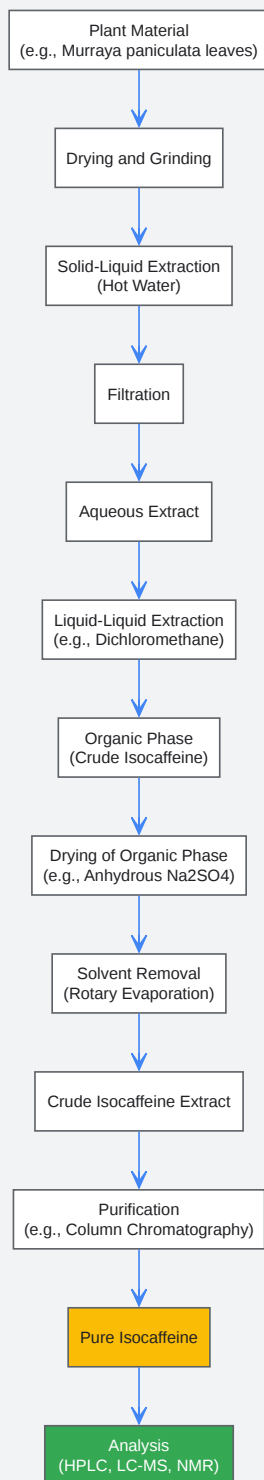 Plant Material
(e.g., Murraya paniculata leaves)
Drying and Grinding
Solid-Liquid Extraction
(Hot Water)
Filtration
Aqueous Extract
Liquid-Liquid Extraction
(e.g., Dichloromethane)
Organic Phase
(Crude Isocaffeine)
Drying of Organic Phase
(e.g., Anhydrous Na2SO4)
Solvent Removal
(Rotary Evaporation)
Crude Isocaffeine Extract
Purification
(e.g., Column Chromatography)
Pure Isocaffeine
Analysis
(HPLC, LC-MS, NMR)